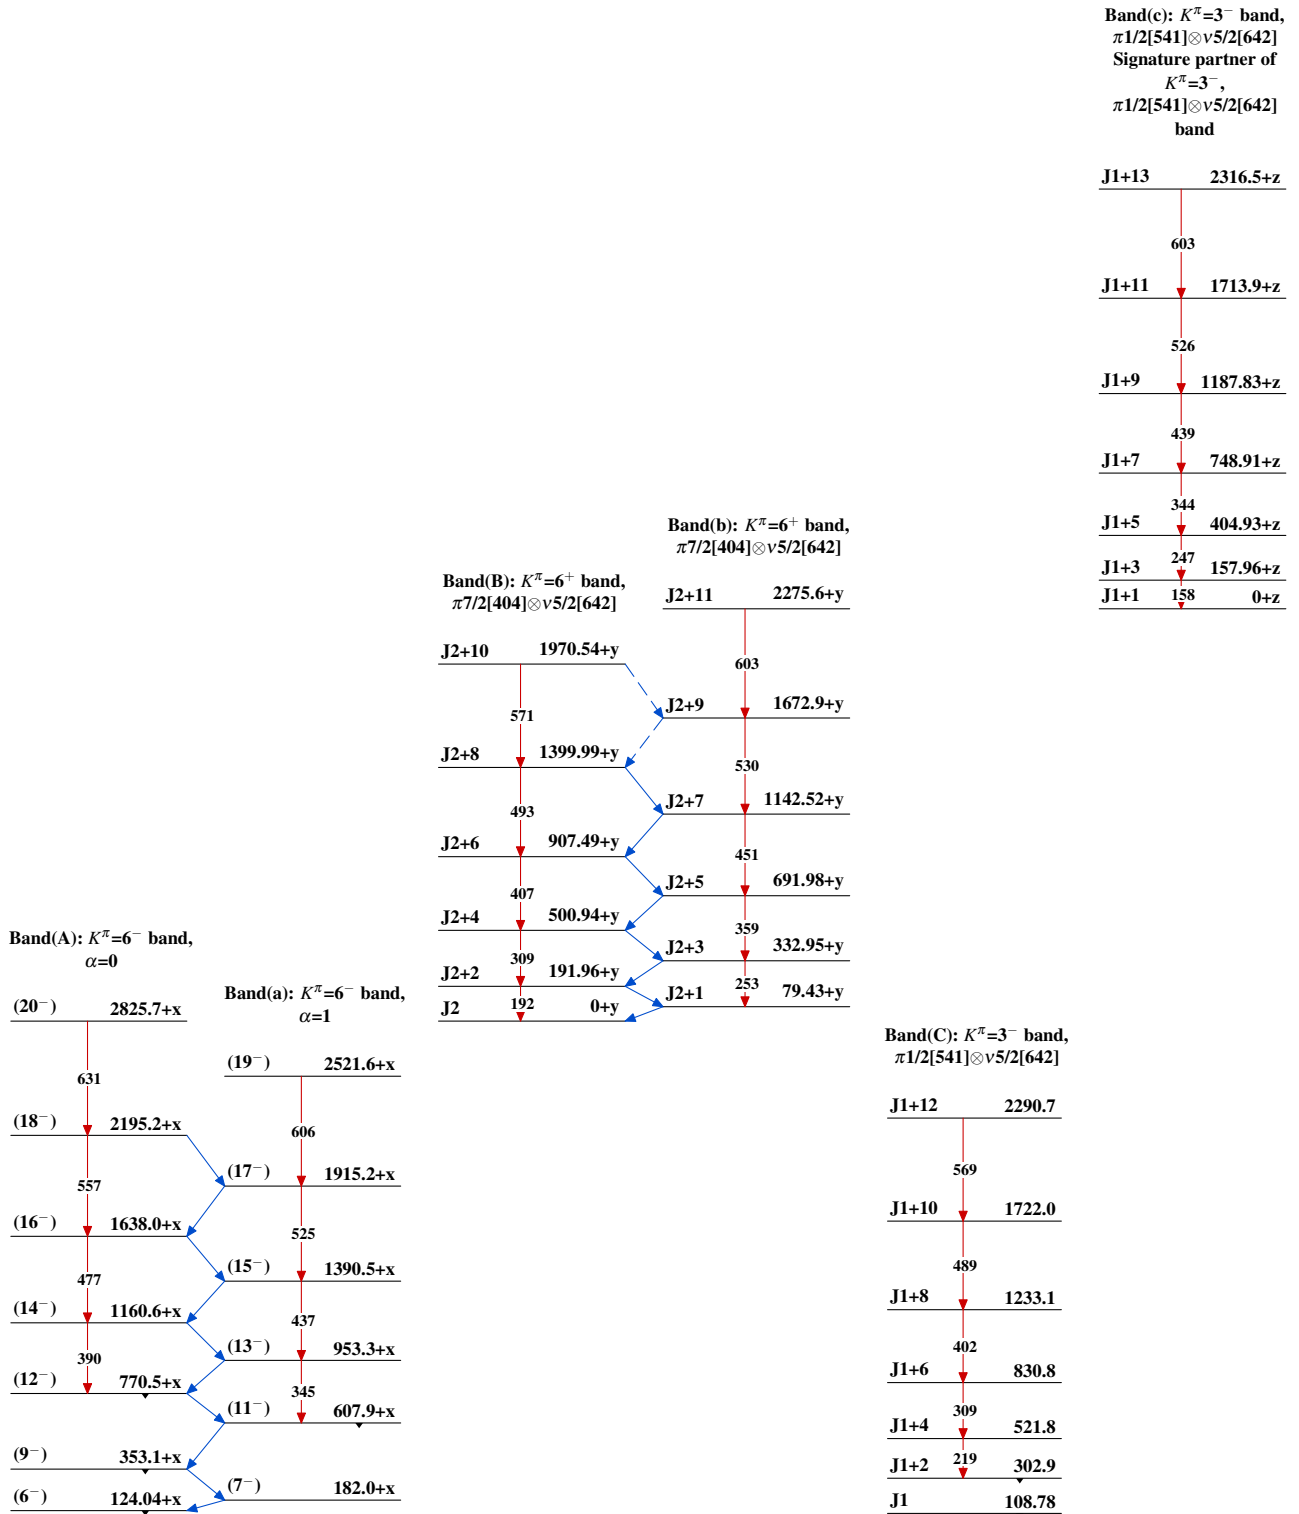 Band(A): Kπ=6− band,
α=0
(20−) 2825.7+x
631
(18−) 2195.2+x
557
(16−) 1638.0+x
477
(14−) 1160.6+x
390
(12−) 770.5+x
(9−) 353.1+x
(6−) 124.04+x
Band(a): Kπ=6− band,
α=1
(19−) 2521.6+x
606
(17−) 1915.2+x
525
(15−) 1390.5+x
437
(13−) 953.3+x
345
(11−) 607.9+x
(7−) 182.0+x
Band(B): Kπ=6+ band,
π7/2[404]⊗ν5/2[642]
J2+10 1970.54+y
571
J2+8 1399.99+y
493
J2+6 907.49+y
407
J2+4 500.94+y
309
J2+2 191.96+y
192
J2 0+y
Band(b): Kπ=6+ band,
π7/2[404]⊗ν5/2[642]
J2+11 2275.6+y
603
J2+9 1672.9+y
530
J2+7 1142.52+y
451
J2+5 691.98+y
359
J2+3 332.95+y
253
J2+1 79.43+y
Band(C): Kπ=3− band,
π1/2[541]⊗ν5/2[642]
J1+12 2290.7
569
J1+10 1722.0
489
J1+8 1233.1
402
J1+6 830.8
309
J1+4 521.8
219
J1+2 302.9
J1 108.78
Band(c): Kπ=3− band,
π1/2[541]⊗ν5/2[642]
Signature partner of
Kπ=3−,
π1/2[541]⊗ν5/2[642]
band
J1+13 2316.5+z
603
J1+11 1713.9+z
526
J1+9 1187.83+z
439
J1+7 748.91+z
344
J1+5 404.93+z
247
J1+3 157.96+z
158
J1+1 0+z